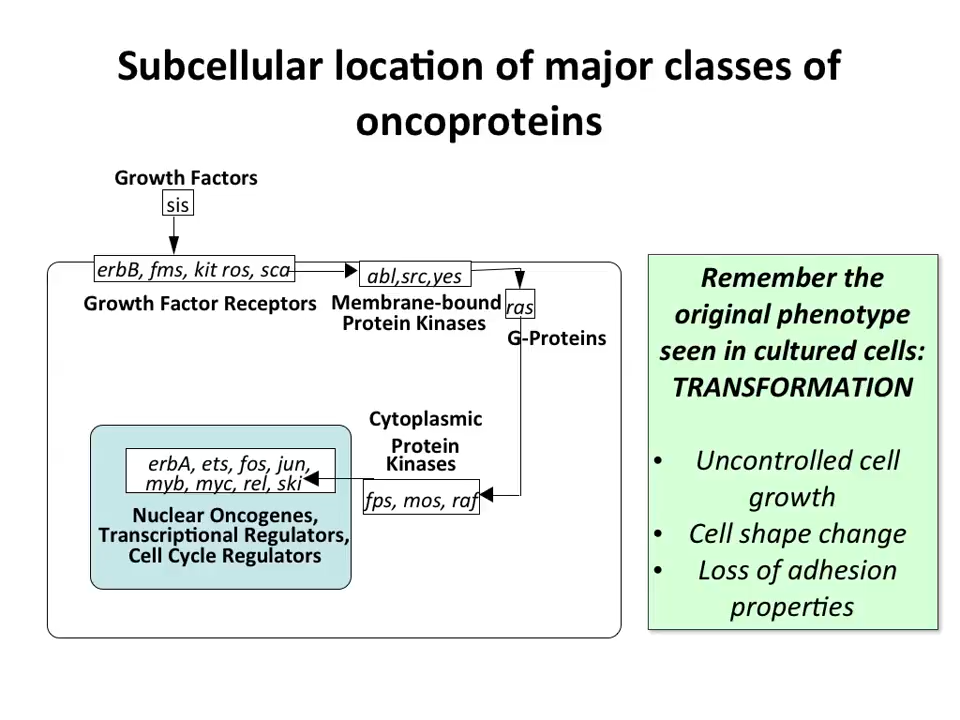 Subcellular location of major classes of
oncoproteins
Growth Factors
sis
erbB, fms, kit ros, sca
Growth Factor Receptors
abl,src,yes
Membrane-bound
Protein Kinases
ras
G-Proteins
Cytoplasmic
Protein
Kinases
fps, mos, raf
erbA, ets, fos, jun,
myb, myc, rel, ski
Nuclear Oncogenes,
Transcriptional Regulators,
Cell Cycle Regulators
Remember the
original phenotype
seen in cultured cells:
TRANSFORMATION
• Uncontrolled cell
growth
• Cell shape change
• Loss of adhesion
properties